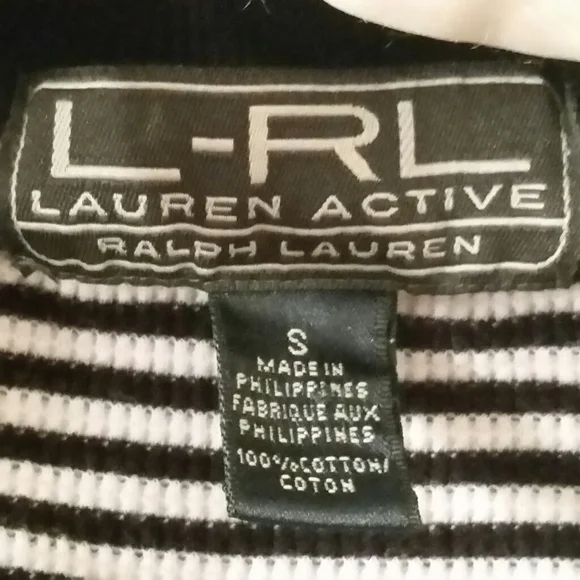 L-RL
LAUREN ACTIVE
RALPH LAUREN
S
MADE IN
PHILIPPINES
FABRIQUE AUX
PHILIPPINES
100% COTTON/
COTON